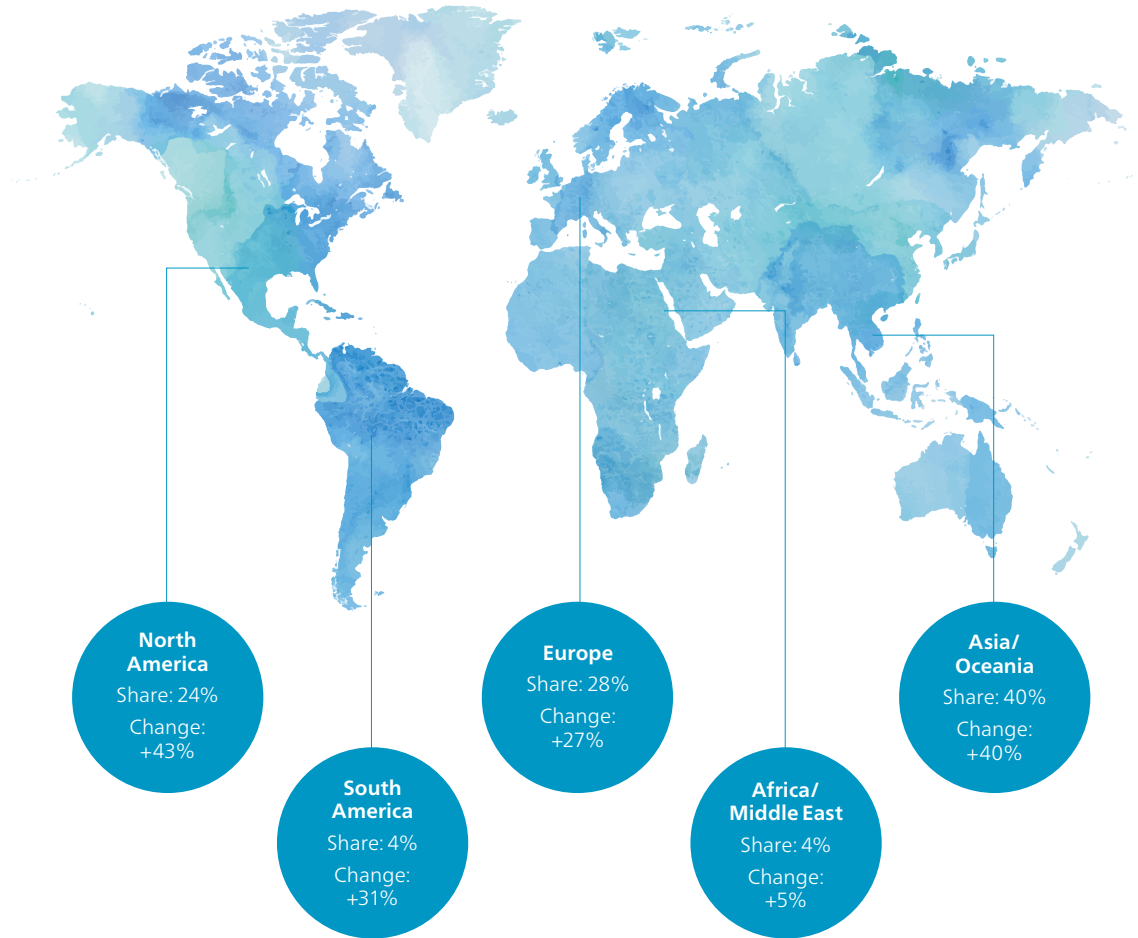 North
America
Share: 24%
Change:
+43%
South
America
Share: 4%
Change:
+31%
Europe
Share: 28%
Change:
+27%
Africa/
Middle East
Share: 4%
Change:
+5%
Asia/
Oceania
Share: 40%
Change:
+40%